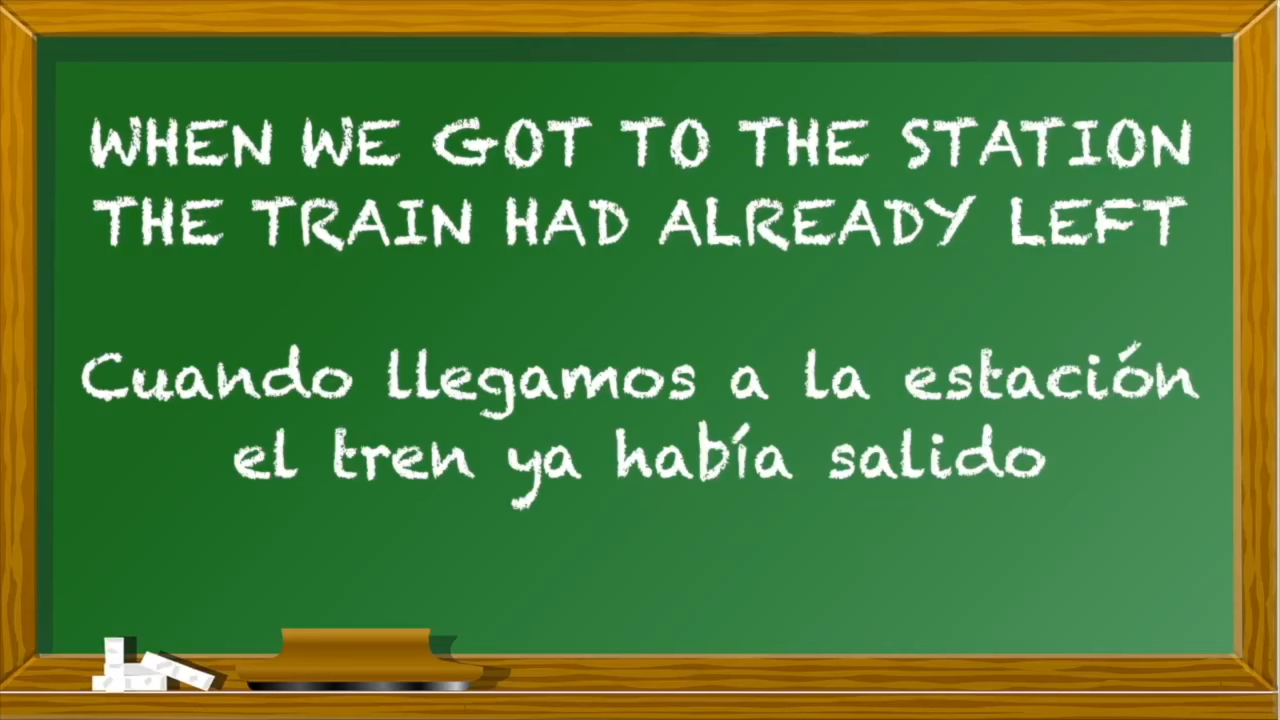 WHEN WE GOT TO THE STATION
THE TRAIN HAD ALREADY LEFT
Cuando llegamos a la estación
el tren ya había salido